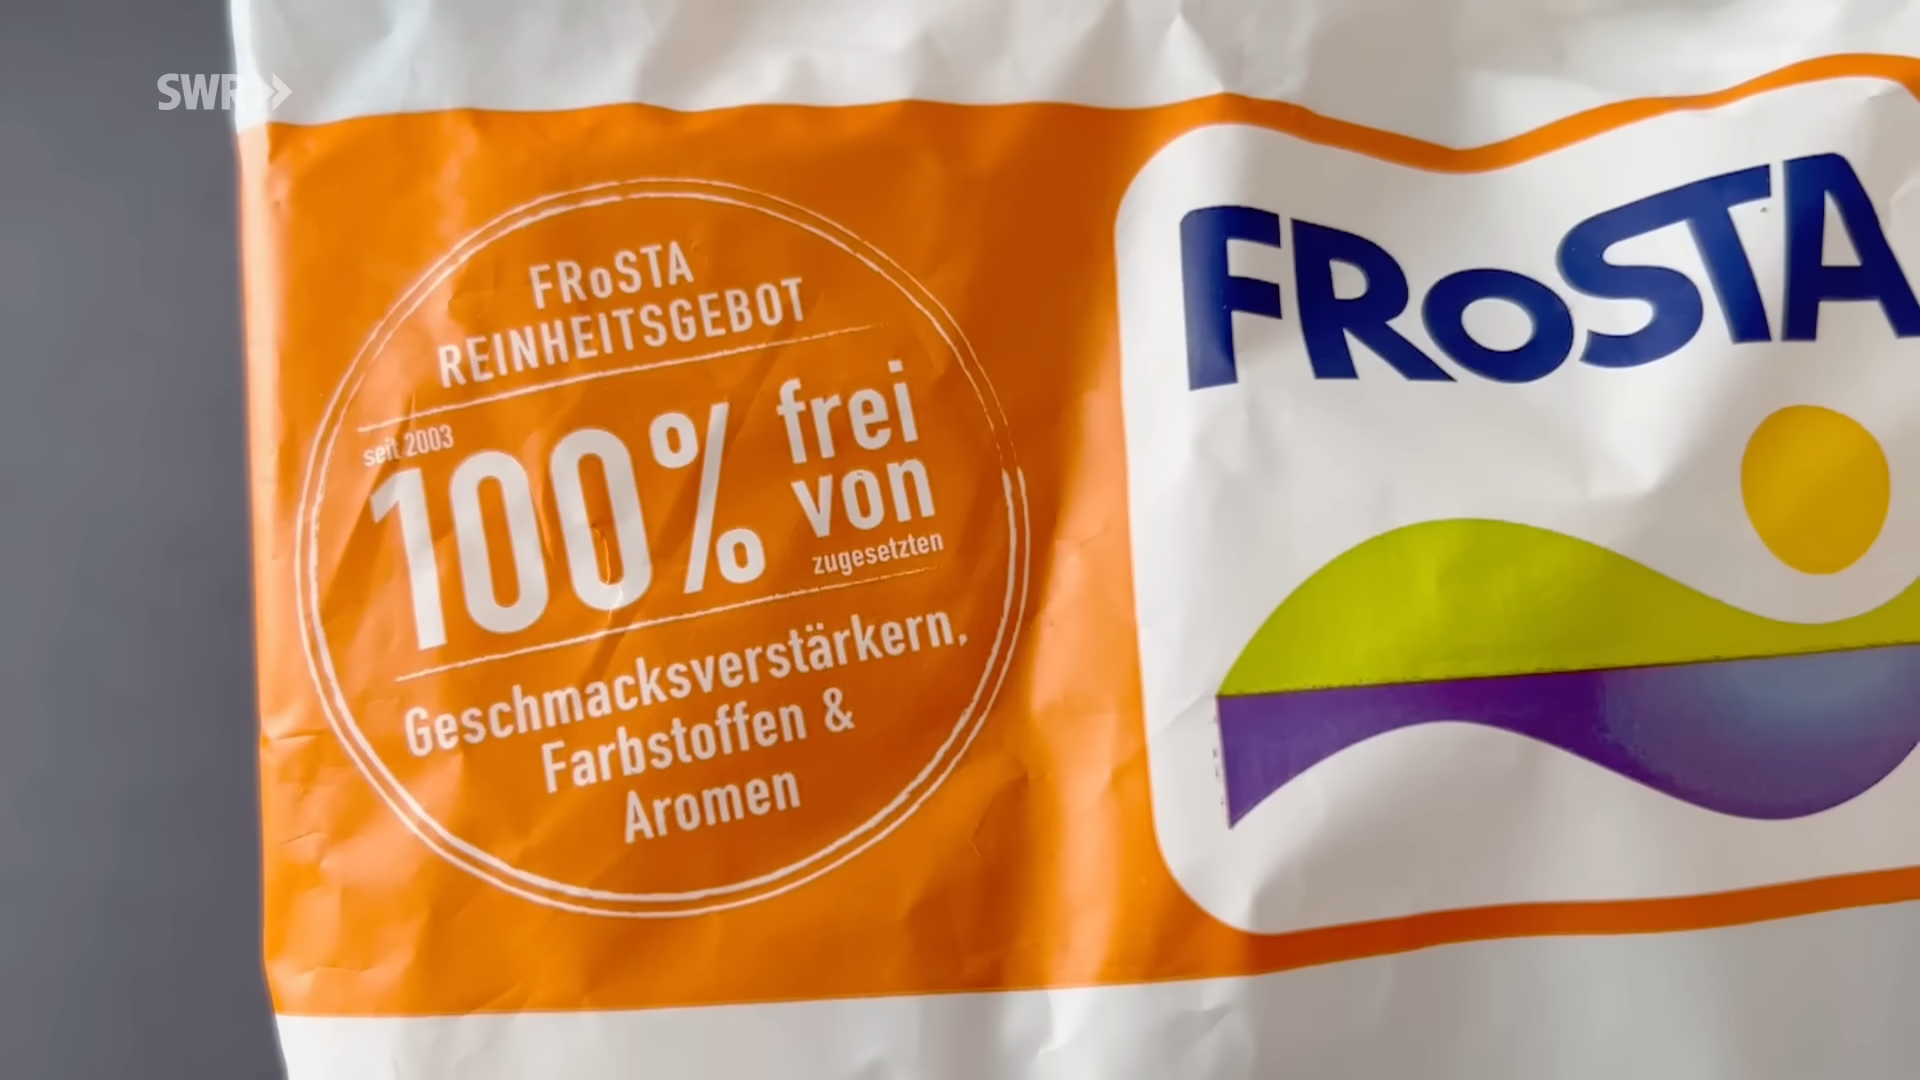 SWR
FRoSTA
REINHEITSGEBOT
seit 2003
100% frei
von
zugesetzten
Geschmacksverstärkern,
Farbstoffen &
Aromen
FRoSTA